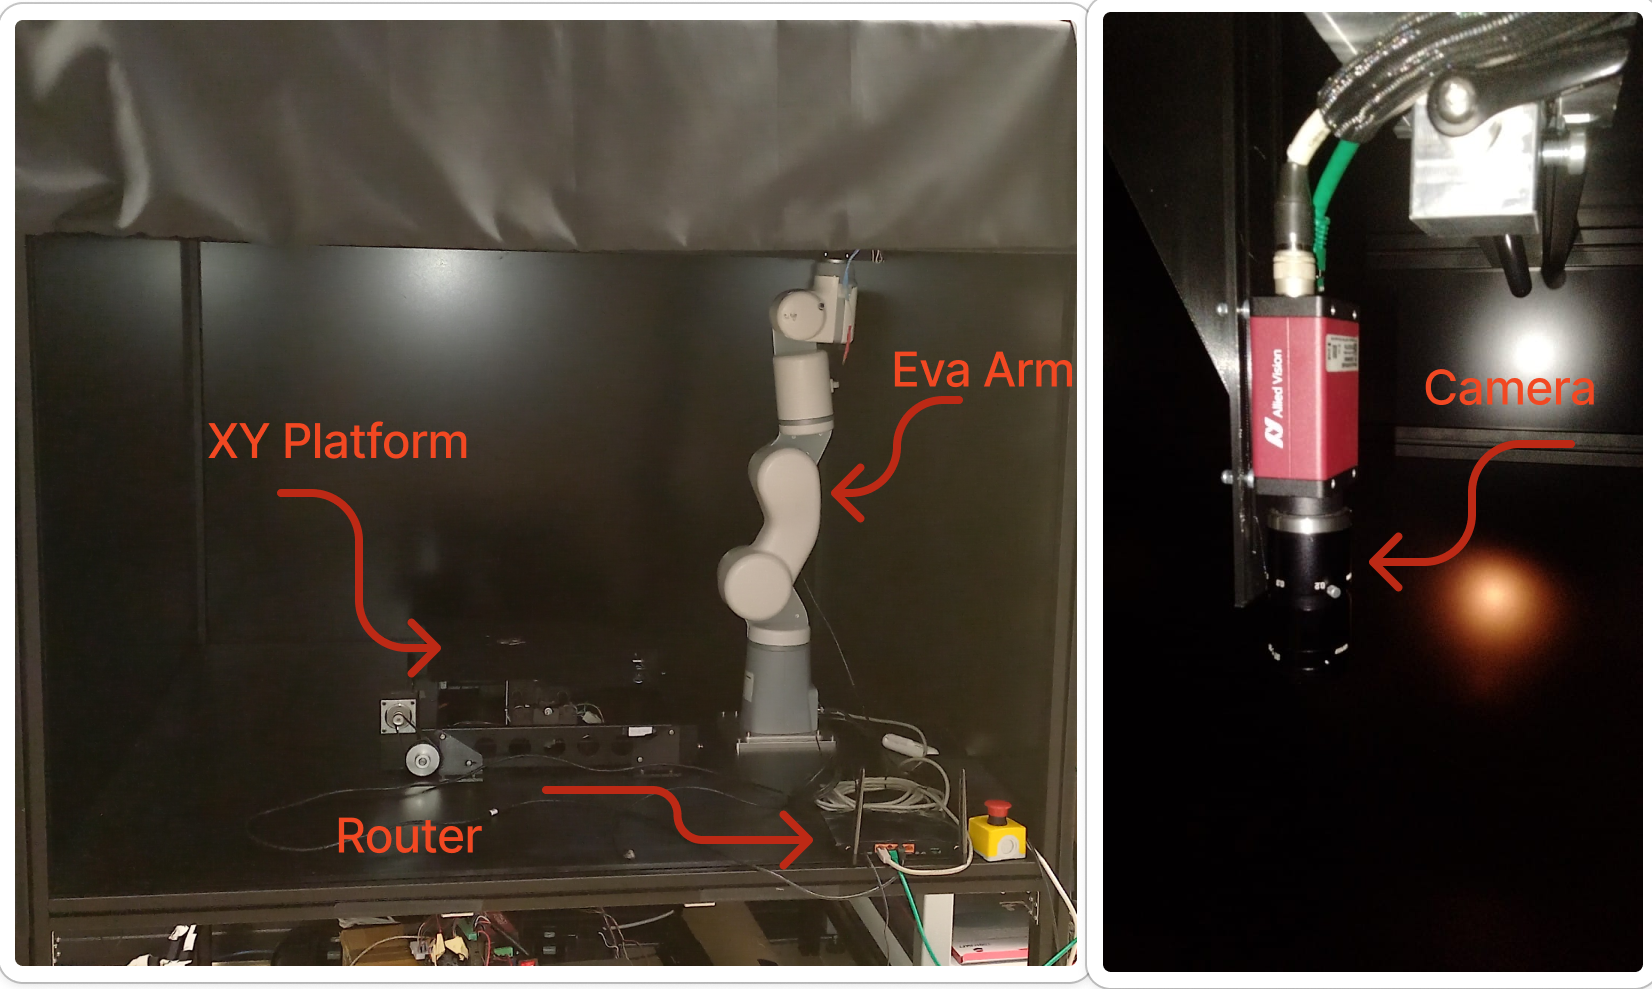 Eva Arm
XY Platform
Router
Allied Vision
Camera